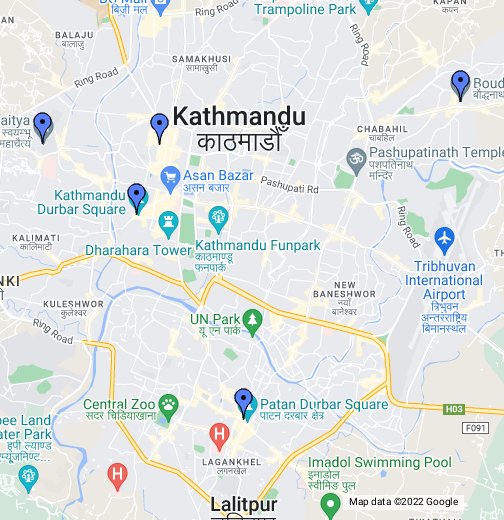 Ring Road
Trampoline Park
KAPAN
कपन
BALAJU
बालाजु
बिजी मल
SAMAKHUSI
सामाखुसी
Ring Road
Boud
बौद्धनाथ
Kathmandu
काठमाडौँ
aitya
स्वयम्भू
महाचैत्य
CHABAHIL
चाबहिल
Pashupatinath Temple
पशुपतिनाथ
मन्दिर
Asan Bazar
असन बजार
Pashupati Rd
Kathmandu
Durbar Square
Ring Road
KALIMATI
कालिमाटी
Dharahara Tower
Kathmandu Funpark
काठमाण्डू
फनपार्क
Tribhuvan
International
Airport
त्रिभुवन
अन्तर्राष्ट्रिय
बिमानस्थल
NKI
NEW
BANESHWOR
नयाँ
बानेश्वर
KULESHWOR
कुलेश्वर
Ring Road
UN Park
यू एन पार्क
Central Zoo
सदर चिडियाखाना
Patan Durbar Square
पाटन दरबार क्षेत्र
H03
F091
ee Land
ter Park
LAGANKHEL
लगनखेल
Imadol Swimming Pool
इमाडोल
स्वीमिङ पुल
Lalitpur
Map data ©2022 Google